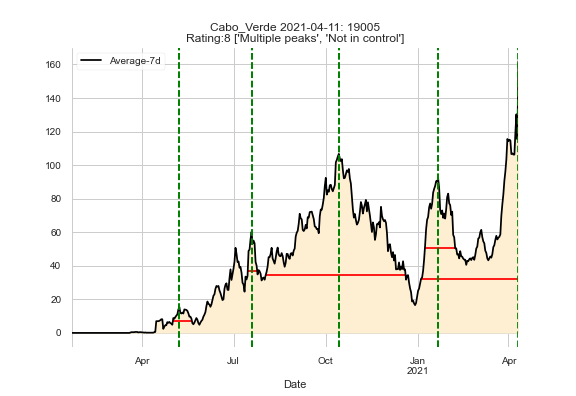 Cabo_Verde 2021-04-11: 19005
Rating:8 ['Multiple peaks', 'Not in control']
Average-7d
160
140
120
100
80
60
40
20
0
Apr
Jul
Oct
Jan
2021
Apr
Date